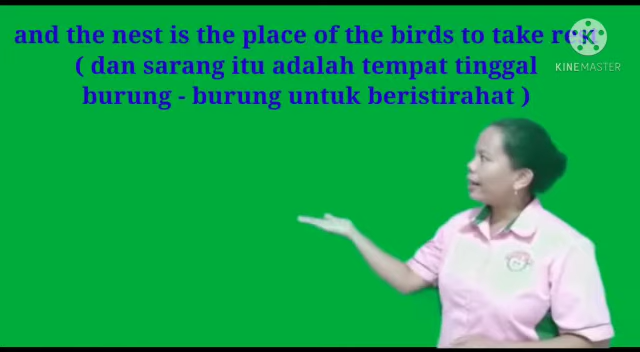 and the nest is the place of the birds to take rest
( dan sarang itu adalah tempat tinggal
burung - burung untuk beristirahat )
KINEMASTER